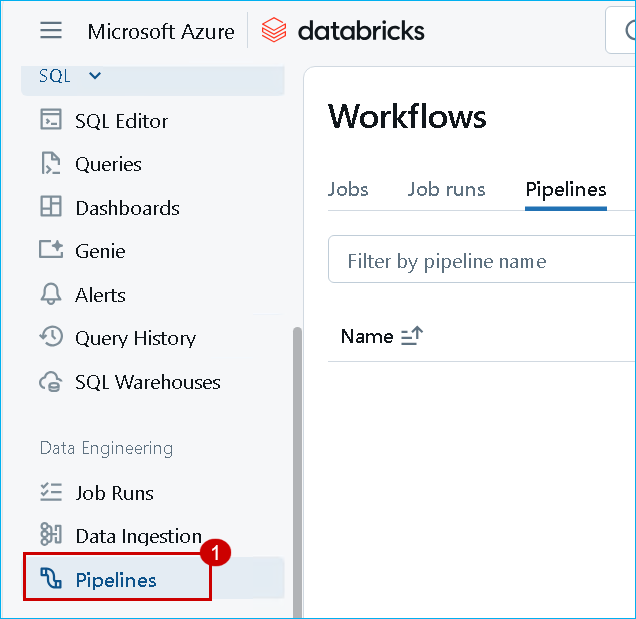 Microsoft Azure
databricks
SQL
SQL Editor
Queries
Dashboards
Genie
Alerts
Query History
SQL Warehouses
Data Engineering
Job Runs
Data Ingestion
1
Pipelines
Workflows
Jobs
Job runs
Pipelines
Filter by pipeline name
Name